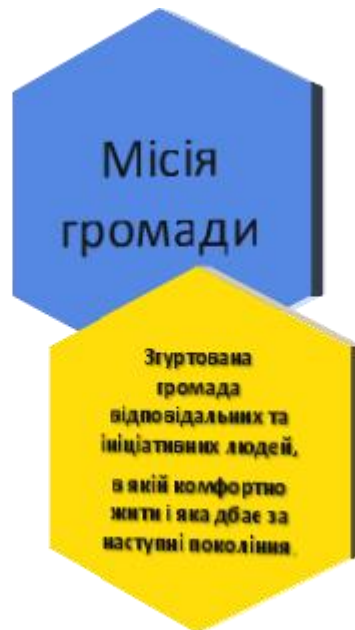 Місія
громади
Згуртована
громада
відповідальних та
ініціативних людей,
в якій комфортно
жити і яка дбає за
наступні покоління.